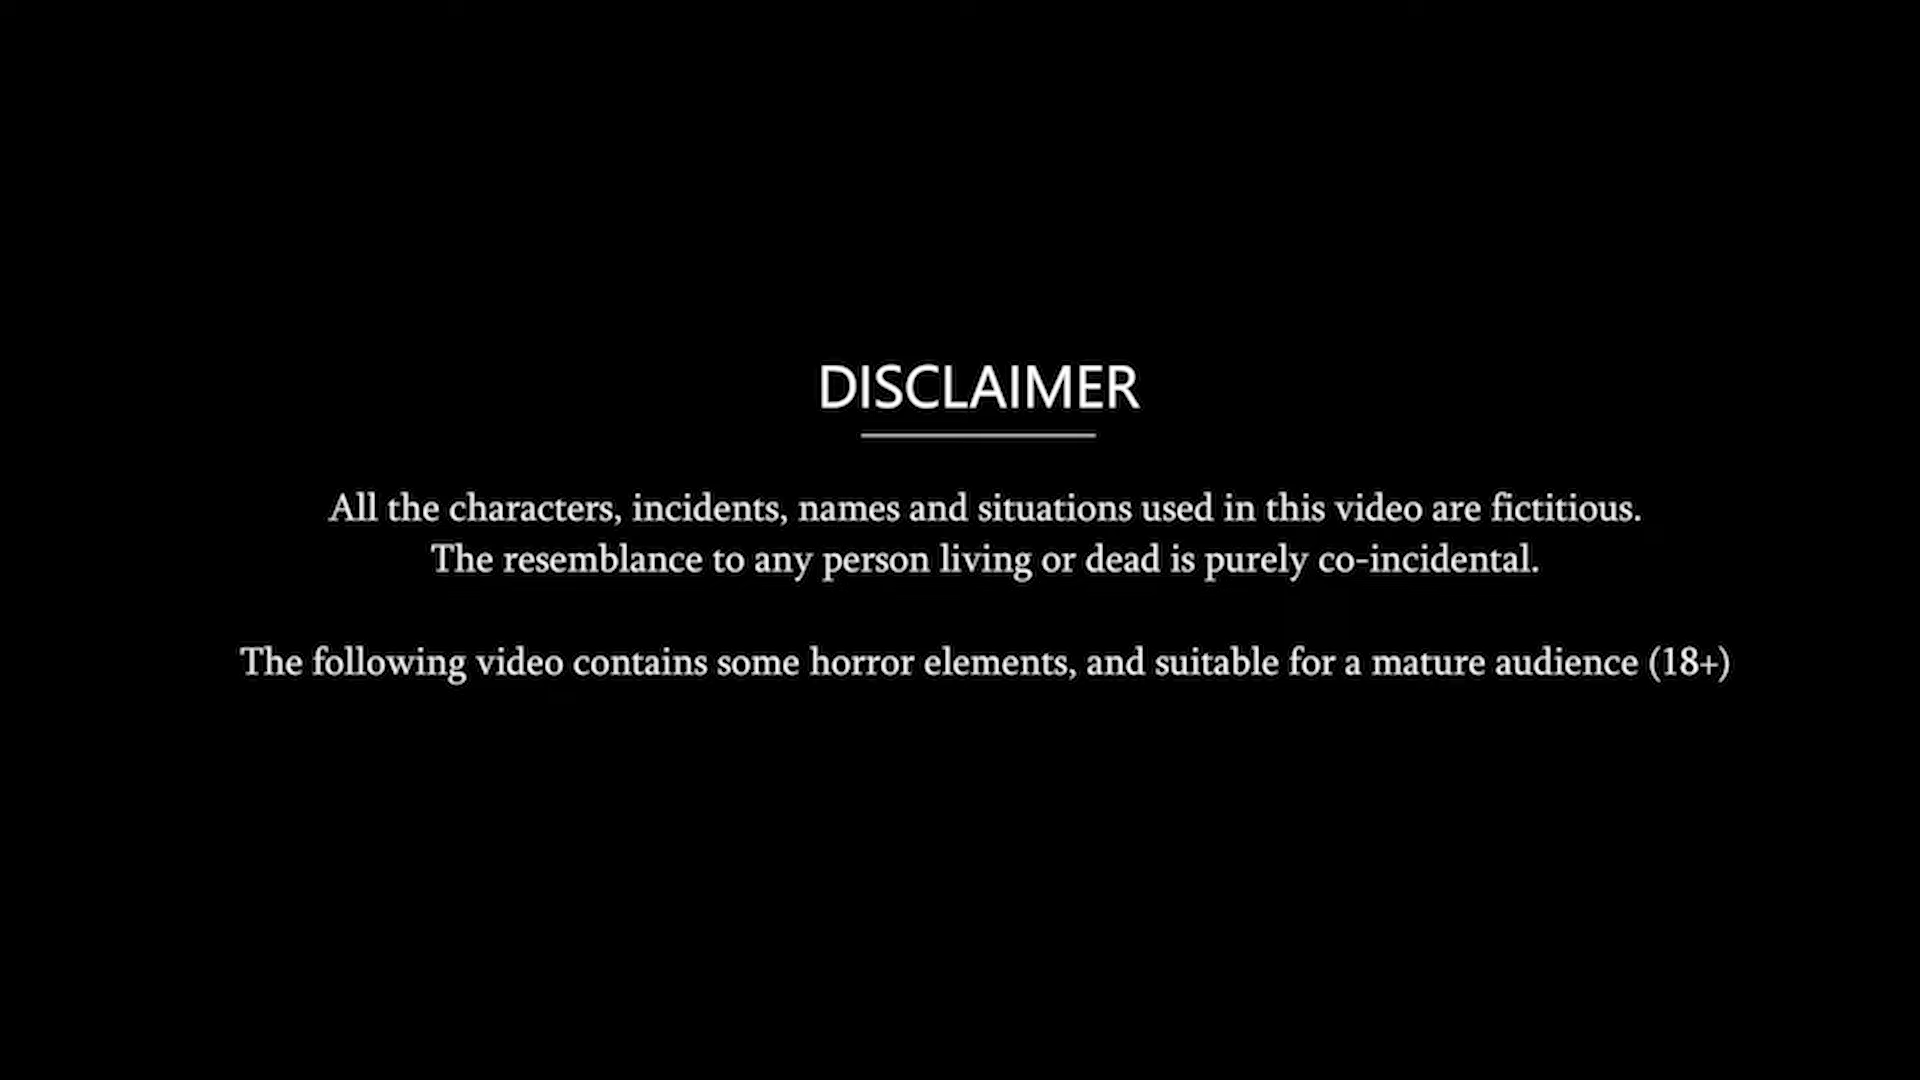 DISCLAIMER
All the characters, incidents, names and situations used in this video are fictitious.
The resemblance to any person living or dead is purely co-incidental.
The following video contains some horror elements, and suitable for a mature audience (18+)